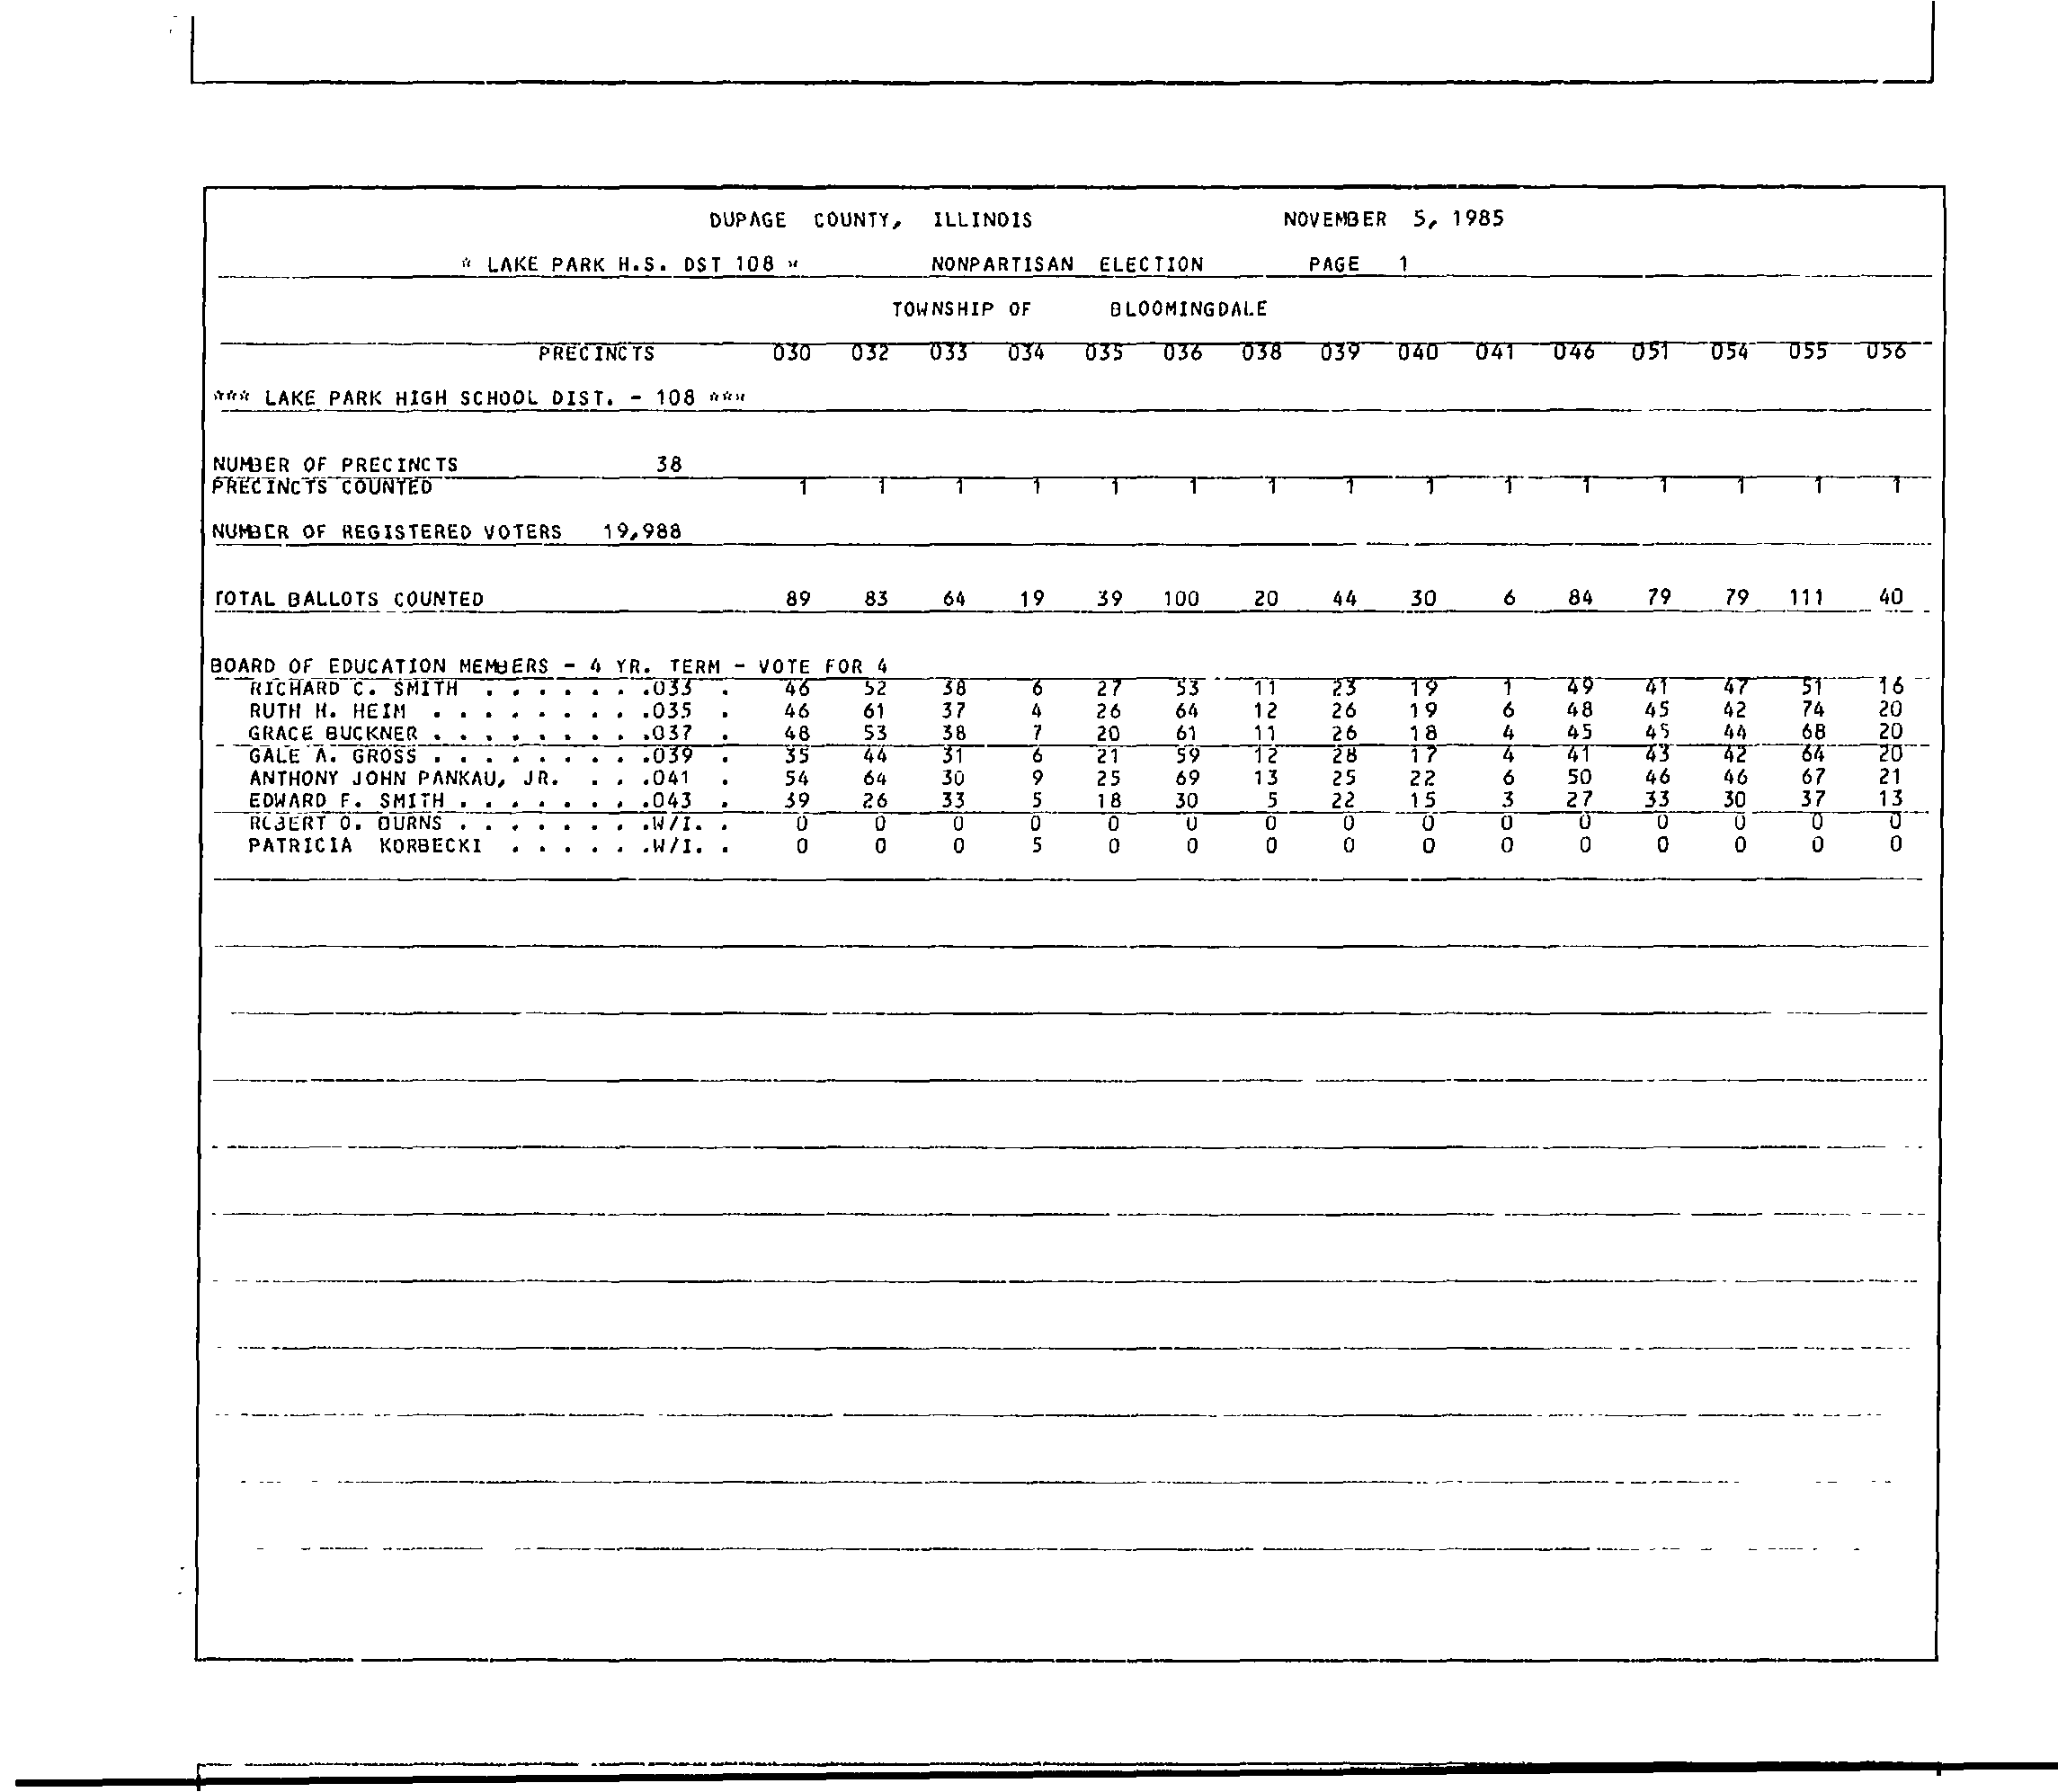 DUPAGE COUNTY, ILLINOIS NOVEMBER 5, 1985
* LAKE PARK H.S. DST 108 * NONPARTISAN ELECTION PAGE 1
TOWNSHIP OF BLOOMINGDALE
PRECINCTS 030 032 033 034 035 036 038 039 040 041 046 051 054 055 056
*** LAKE PARK HIGH SCHOOL DIST. - 108 ***
NUMBER OF PRECINCTS 38
PRECINCTS COUNTED 1 1 1 1 1 1 1 1 1 1 1 1 1 1 1
NUMBER OF REGISTERED VOTERS 19,988
TOTAL BALLOTS COUNTED 89 83 64 19 39 100 20 44 30 6 84 79 79 111 40
BOARD OF EDUCATION MEMBERS - 4 YR. TERM - VOTE FOR 4
RICHARD C. SMITH . . . . . . .033 . 46 52 38 6 27 53 11 23 19 1 49 41 47 51 16
RUTH H. HEIM . . . . . . . . .035 . 46 61 37 4 26 64 12 26 19 6 48 45 42 74 20
GRACE BUCKNER . . . . . . . . .037 . 48 53 38 7 20 61 11 26 18 4 45 45 44 68 20
GALE A. GROSS . . . . . . . . .039 . 35 44 31 6 21 59 12 28 17 4 41 43 42 64 20
ANTHONY JOHN PANKAU, JR. . . .041 . 54 64 30 9 25 69 13 25 22 6 50 46 46 67 21
EDWARD F. SMITH . . . . . . . .043 . 39 26 33 5 18 30 5 22 15 3 27 33 30 37 13
ROBERT O. BURNS . . . . . . . .W/I. . 0 0 0 0 0 0 0 0 0 0 0 0 0 0 0
PATRICIA KORBECKI . . . . . .W/I. . 0 0 0 5 0 0 0 0 0 0 0 0 0 0 0